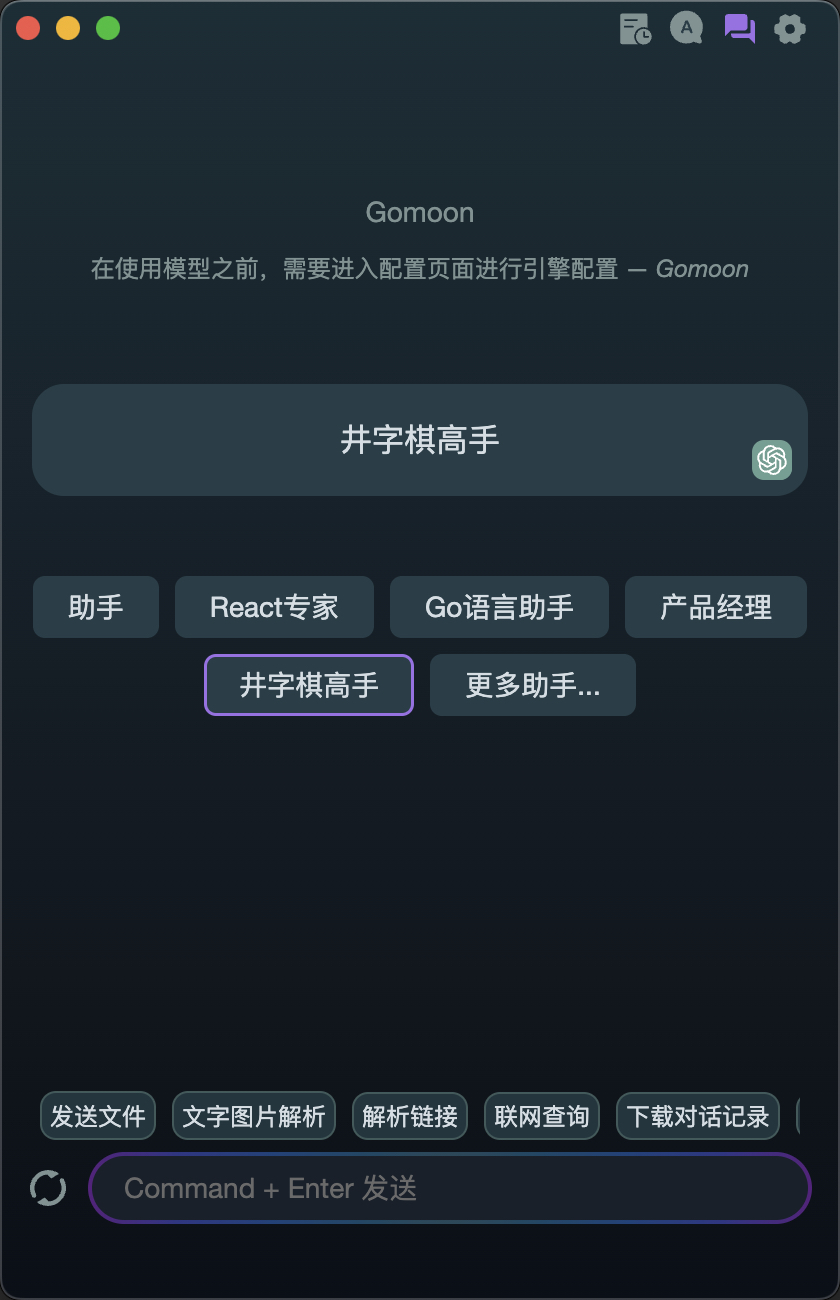 A
Gomoon
在使用模型之前，需要进入配置页面进行引擎配置 — Gomoon
井字棋高手
助手 React专家 Go语言助手 产品经理
井字棋高手 更多助手...
发送文件 文字图片解析 解析链接 联网查询 下载对话记录
Command + Enter 发送